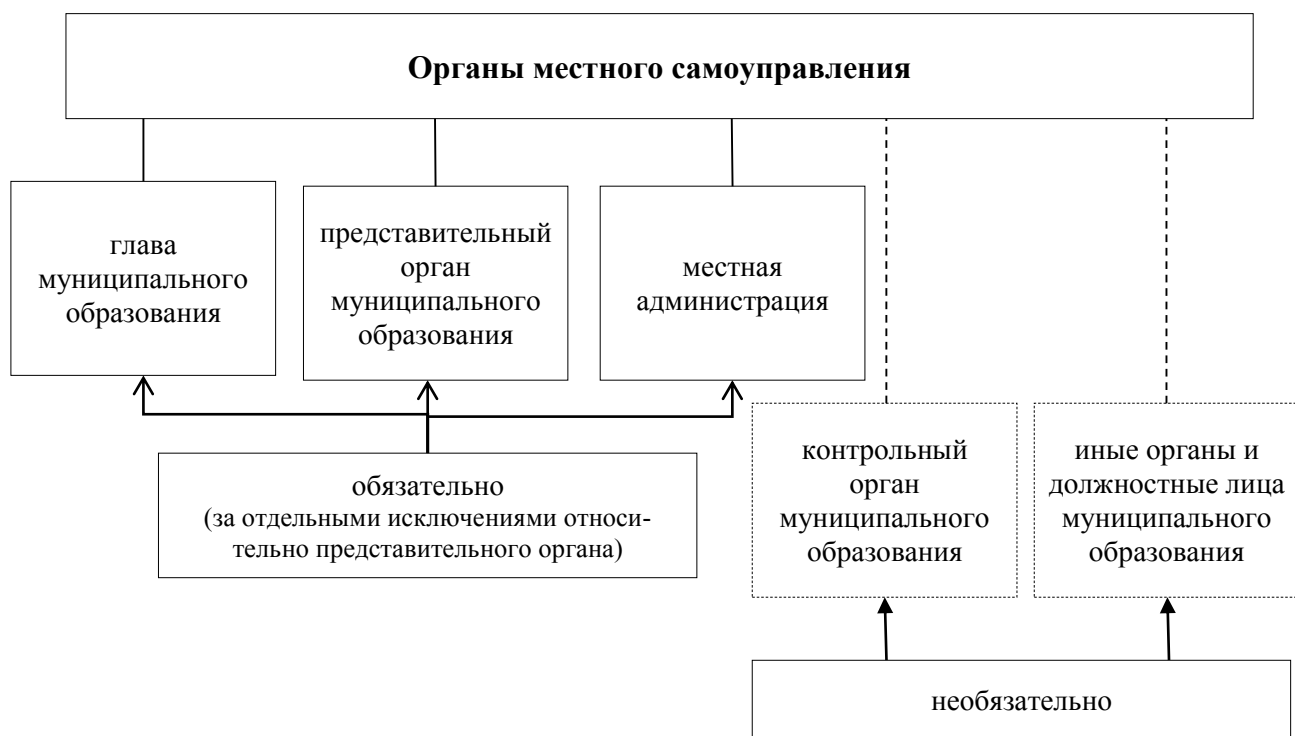 Органы местного самоуправления
глава
муниципального
образования
представительный
орган
муниципального
образования
местная
администрация
обязательно
(за отдельными исключениями относи-
тельно представительного органа)
контрольный
орган
муниципального
образования
иные органы и
должностные лица
муниципального
образования
необязательно